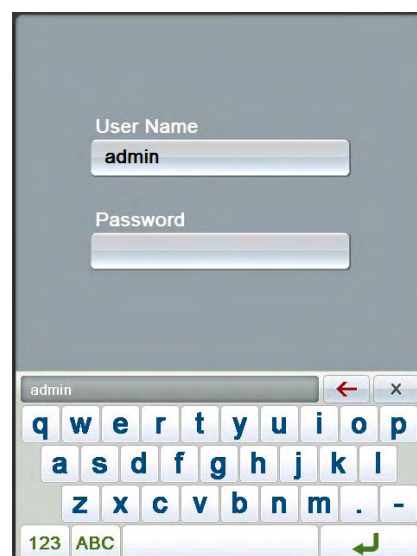 User Name
admin
Password
admin
x
q w e r t y u i o p
a s d f g h j k l
z x c v b n m . -
123 ABC